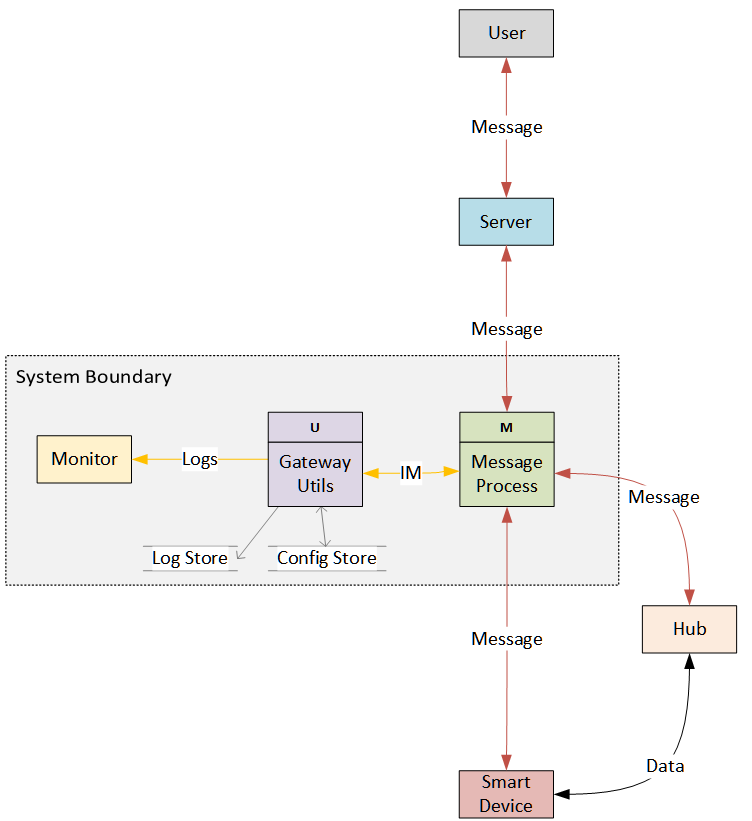 User
Message
Server
Message
System Boundary
U
M
Monitor
Logs
Gateway
Utils
IM
Message
Process
Message
Log Store
Config Store
Hub
Message
Data
Smart
Device